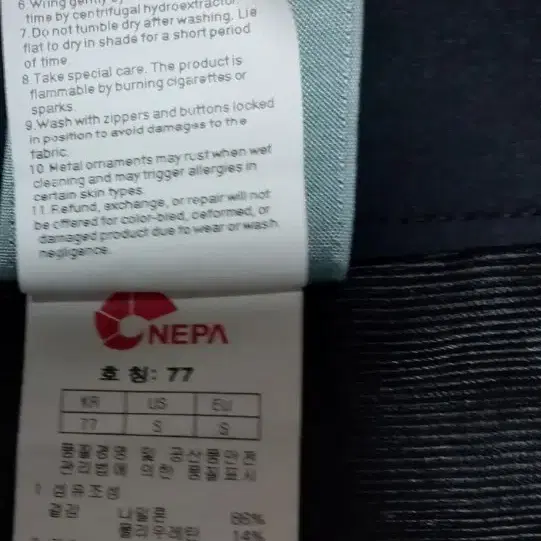 6. Wring gently by
time by centrifugal hydroextractor.
7. Do not tumble dry after washing. Lie
flat to dry in shade for a short period
of time.
8. Take special care. The product is
flammable by burning cigarettes or
sparks.
9. Wash with zippers and buttons locked
in position to avoid damages to the
fabric.
10. Metal ornaments may rust when wet
cleaning and may trigger allergies in
certain skin types.
11. Refund, exchange, or repair will not
be offered for color-bled, deformed, or
damaged product due to wear or wash
negligence.
NEPA
호 칭: 77
KR US EU
77 S S
품질경영 및 공산품안전
관리법에 의한 품질표시
1. 섬유조성
겉감 나일론 86%
폴리우레탄 14%